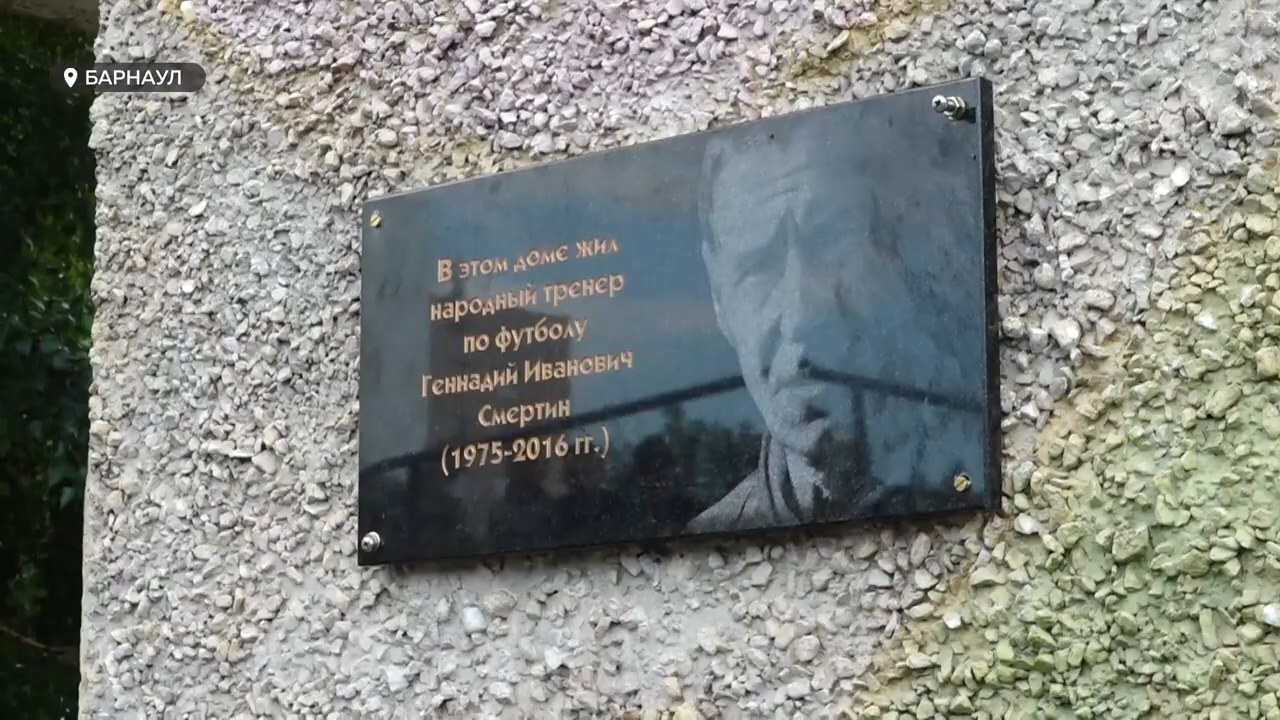 БАРНАУЛ
В этом доме жил
народный тренер
по футболу
Геннадий Иванович
Смертин
(1975-2016 гг.)